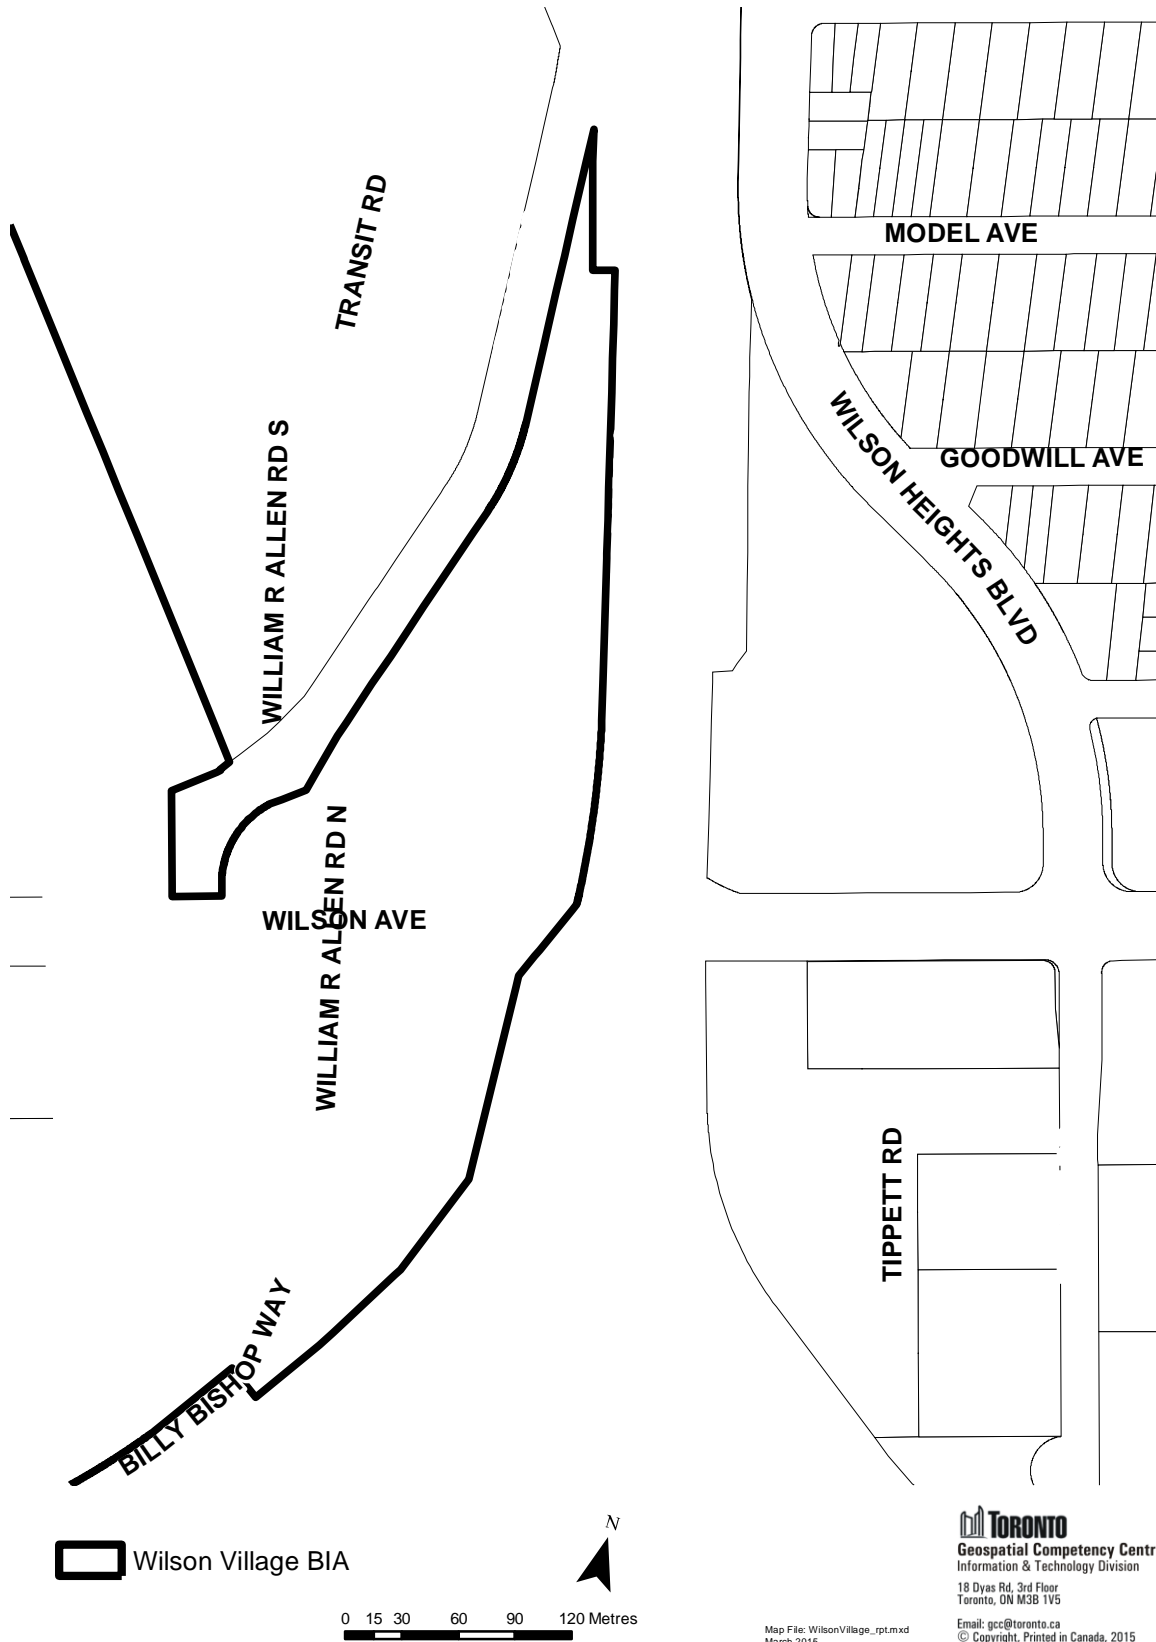 TRANSIT RD
MODEL AVE
WILLIAM R ALLEN RD S
WILSON HEIGHTS BLVD
GOODWILL AVE
WILLIAM R ALLEN RD N
WILSON AVE
TIPPETT RD
BILLY BISHOP WAY
Wilson Village BIA
N
0 15 30 60 90 120 Metres
TORONTO
Geospatial Competency Centr
Information & Technology Division
18 Dyas Rd, 3rd Floor
Toronto, ON M3B 1V5
Email: gcc@toronto.ca
© Copyright. Printed in Canada, 2015
Map File: WilsonVillage_rpt.mxd
March 2015